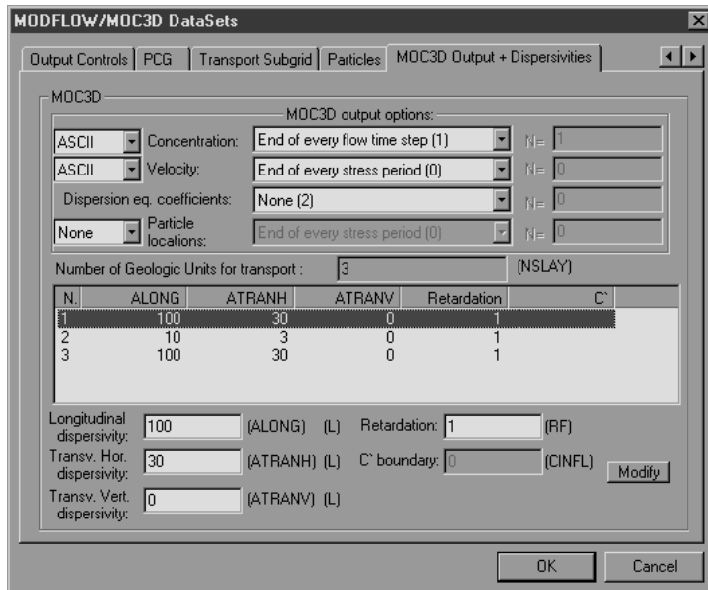 MODFLOW/MOC3D DataSets
Output Controls PCG Transport Subgrid Particles MOC3D Output + Dispersivities
MOC3D
MOC3D output options:
ASCII Concentration: End of every flow time step (1) N= 1
ASCII Velocity: End of every stress period (0) N= 0
Dispersion eq. coefficients: None (2) N= 0
None Particle locations: End of every stress period (0) N= 0
Number of Geologic Units for transport : 3 (NSLAY)
N. ALONG ATRANH ATRANV Retardation C`
1 100 30 0 1
2 10 3 0 1
3 100 30 0 1
Longitudinal dispersivity: 100 (ALONG) (L) Retardation: 1 (RF)
Transv. Hor. dispersivity: 30 (ATRANH) (L) C` boundary: 0 (CINFL) Modify
Transv. Vert. dispersivity: 0 (ATRANV) (L)
OK Cancel